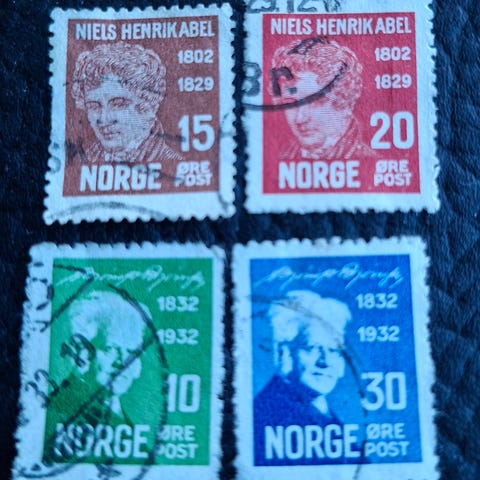 NIELS HENRIK ABEL
1802
1829
15
NORGE ØRE
POST
NIELS HENRIK ABEL
1802
1829
20
NORGE ØRE
POST
1832
1932
10
NORGE ØRE
POST
1832
1932
30
NORGE ØRE
POST